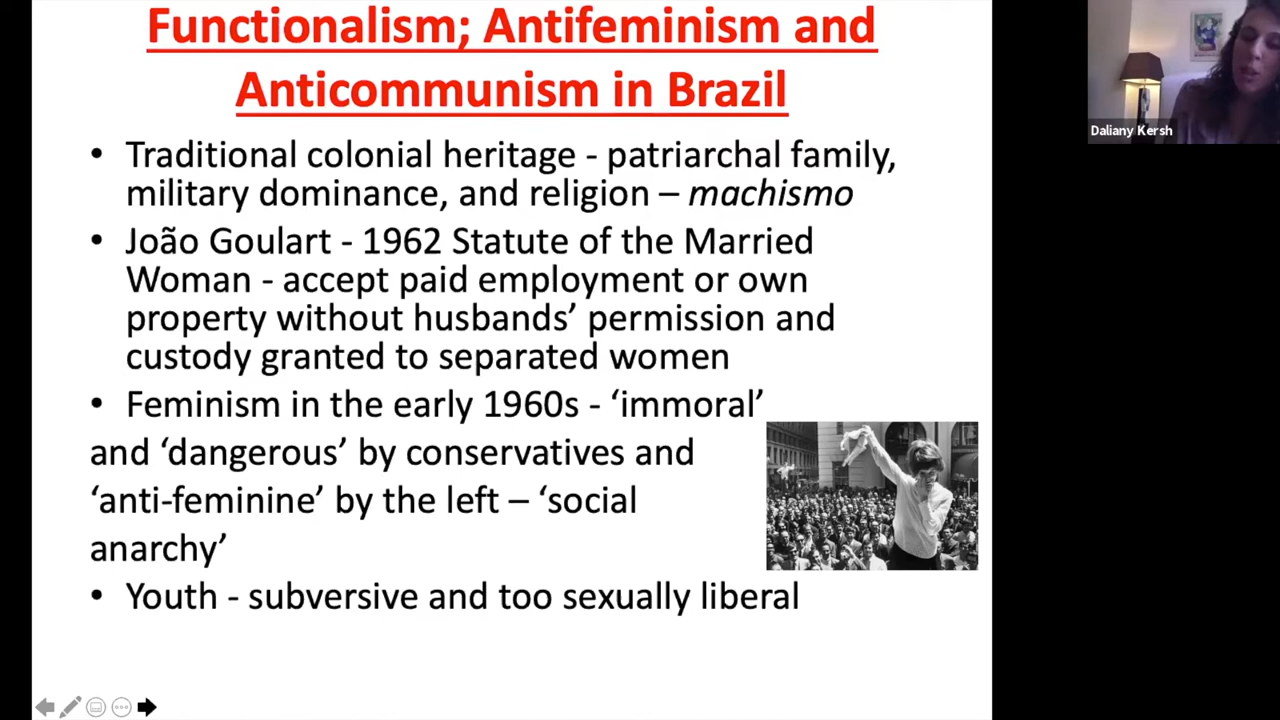 Functionalism; Antifeminism and
Anticommunism in Brazil
• Traditional colonial heritage - patriarchal family,
military dominance, and religion – machismo
• João Goulart - 1962 Statute of the Married
Woman - accept paid employment or own
property without husbands’ permission and
custody granted to separated women
• Feminism in the early 1960s - ‘immoral’
and ‘dangerous’ by conservatives and
‘anti-feminine’ by the left – ‘social
anarchy’
• Youth - subversive and too sexually liberal
Daliany Kersh